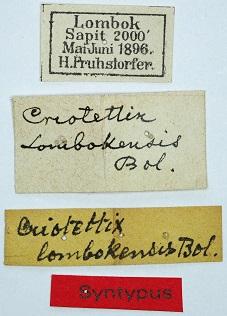 Lombok
Sapit 2000'
Mai-Juni 1896.
H. Fruhstorfer.
Criotettix
Lombokensis
Bol.
Criotettix
lombokensis Bol.
Syntypus